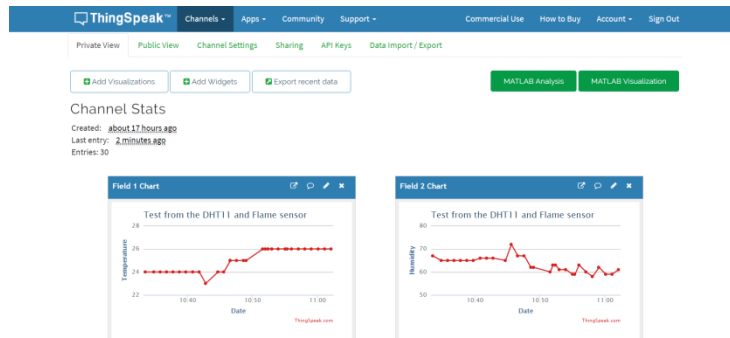 ThingSpeak™ Channels Apps Community Support Commercial Use How to Buy Account Sign Out
Private View Public View Channel Settings Sharing API Keys Data Import / Export
Add Visualizations Add Widgets Export recent data MATLAB Analysis MATLAB Visualization
Channel Stats
Created: about 17 hours ago
Last entry: 2 minutes ago
Entries: 30
Field 1 Chart
Test from the DHT11 and Flame sensor
Temperature
28
26
24
22
10:40 10:50 11:00
Date
ThingSpeak.com
Field 2 Chart
Test from the DHT11 and Flame sensor
Humidity
80
70
60
50
10:40 10:50 11:00
Date
ThingSpeak.com